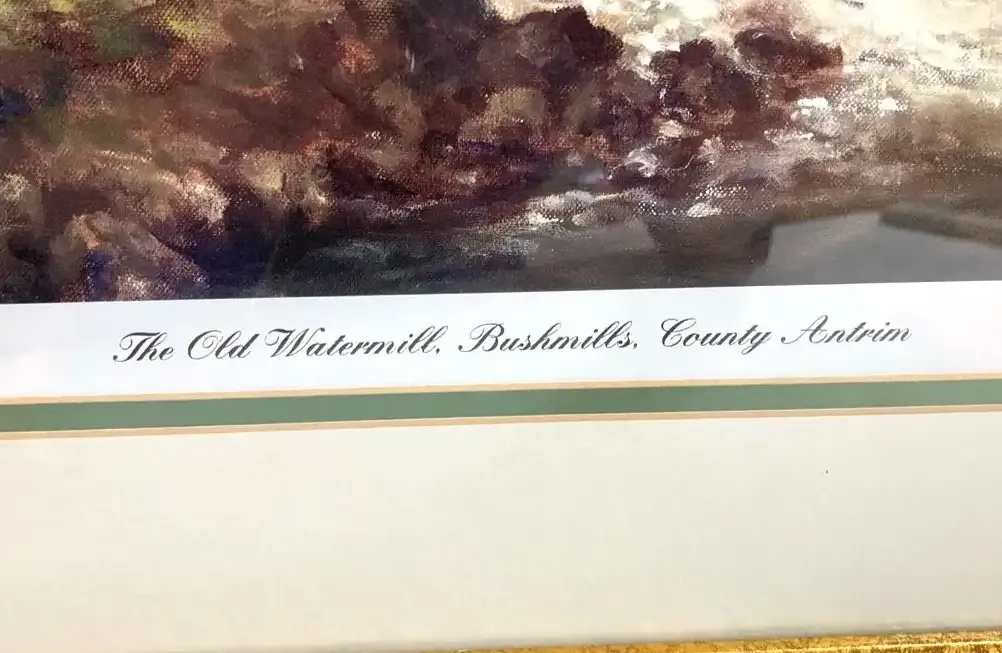 The Old Watermill, Bushmills, County Antrim